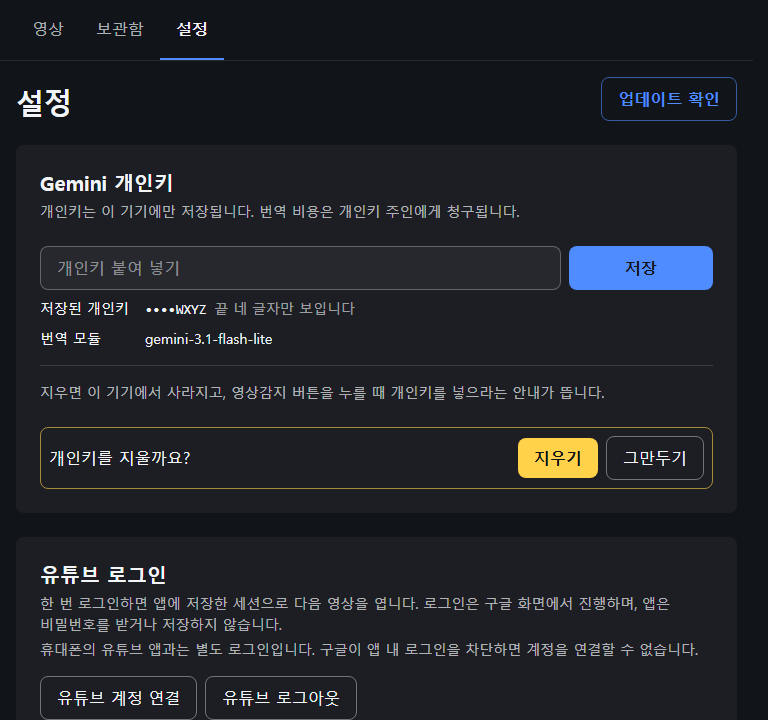 영상 보관함 설정
설정
업데이트 확인
Gemini 개인키
개인키는 이 기기에만 저장됩니다. 번역 비용은 개인키 주인에게 청구됩니다.
개인키 붙여 넣기 저장
저장된 개인키 ••••WXYZ 끝 네 글자만 보입니다
번역 모듈 gemini-3.1-flash-lite
지우면 이 기기에서 사라지고, 영상감지 버튼을 누를 때 개인키를 넣으라는 안내가 뜹니다.
개인키를 지울까요? 지우기 그만두기
유튜브 로그인
한 번 로그인하면 앱에 저장한 세션으로 다음 영상을 엽니다. 로그인은 구글 화면에서 진행하며, 앱은
비밀번호를 받거나 저장하지 않습니다.
휴대폰의 유튜브 앱과는 별도 로그인입니다. 구글이 앱 내 로그인을 차단하면 계정을 연결할 수 없습니다.
유튜브 계정 연결 유튜브 로그아웃